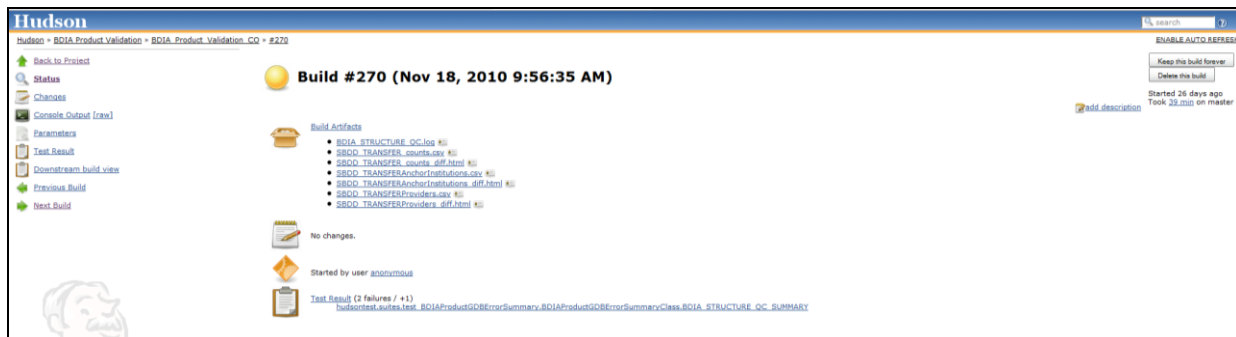 Hudson
search
Hudson » BDIA Product Validation » BDIA_Product_Validation_CO » #270
ENABLE AUTO REFRESH
Back to Project
Status
Changes
Console Output [raw]
Parameters
Test Result
Downstream build view
Previous Build
Next Build
Build #270 (Nov 18, 2010 9:56:35 AM)
Keep this build forever
Delete this build
Started 26 days ago
Took 39 min on master
add description
Build Artifacts
BDIA_STRUCTURE_QC.log
SBDD_TRANSFER_counts.csv
SBDD_TRANSFER_counts_diff.html
SBDD_TRANSFERAnchorInstitutions.csv
SBDD_TRANSFERAnchorInstitutions_diff.html
SBDD_TRANSFERProviders.csv
SBDD_TRANSFERProviders_diff.html
No changes.
Started by user anonymous
Test Result (2 failures / +1)
hudsontest.suites.test_BDIAProductGDBErrorSummary.BDIAProductGDBErrorSummaryClass.BDIA_STRUCTURE_QC_SUMMARY